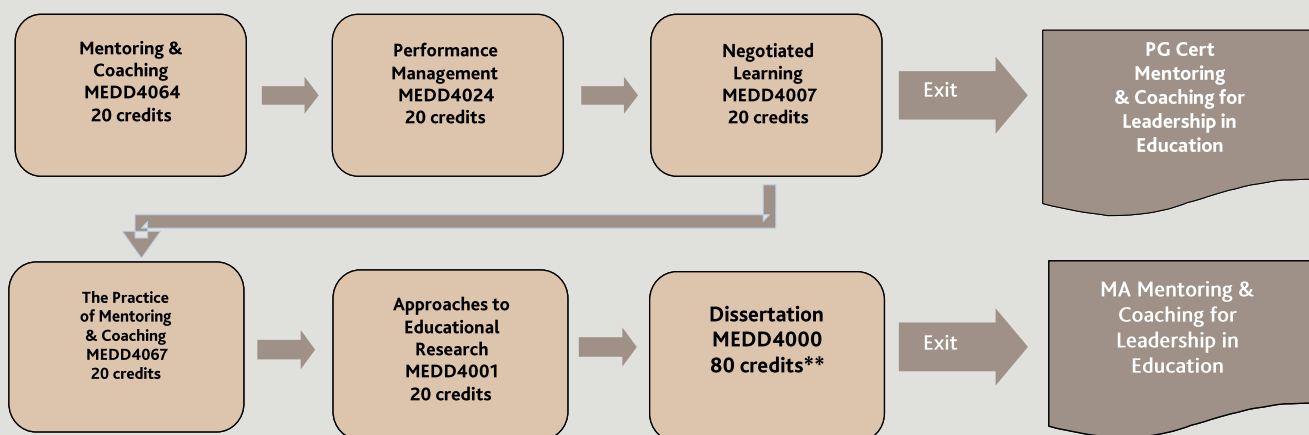 Mentoring &
Coaching
MEDD4064
20 credits
Performance
Management
MEDD4024
20 credits
Negotiated
Learning
MEDD4007
20 credits
Exit
PG Cert
Mentoring
& Coaching for
Leadership in
Education
The Practice
of Mentoring
& Coaching
MEDD4067
20 credits
Approaches to
Educational
Research
MEDD4001
20 credits
Dissertation
MEDD4000
80 credits**
Exit
MA Mentoring &
Coaching for
Leadership in
Education